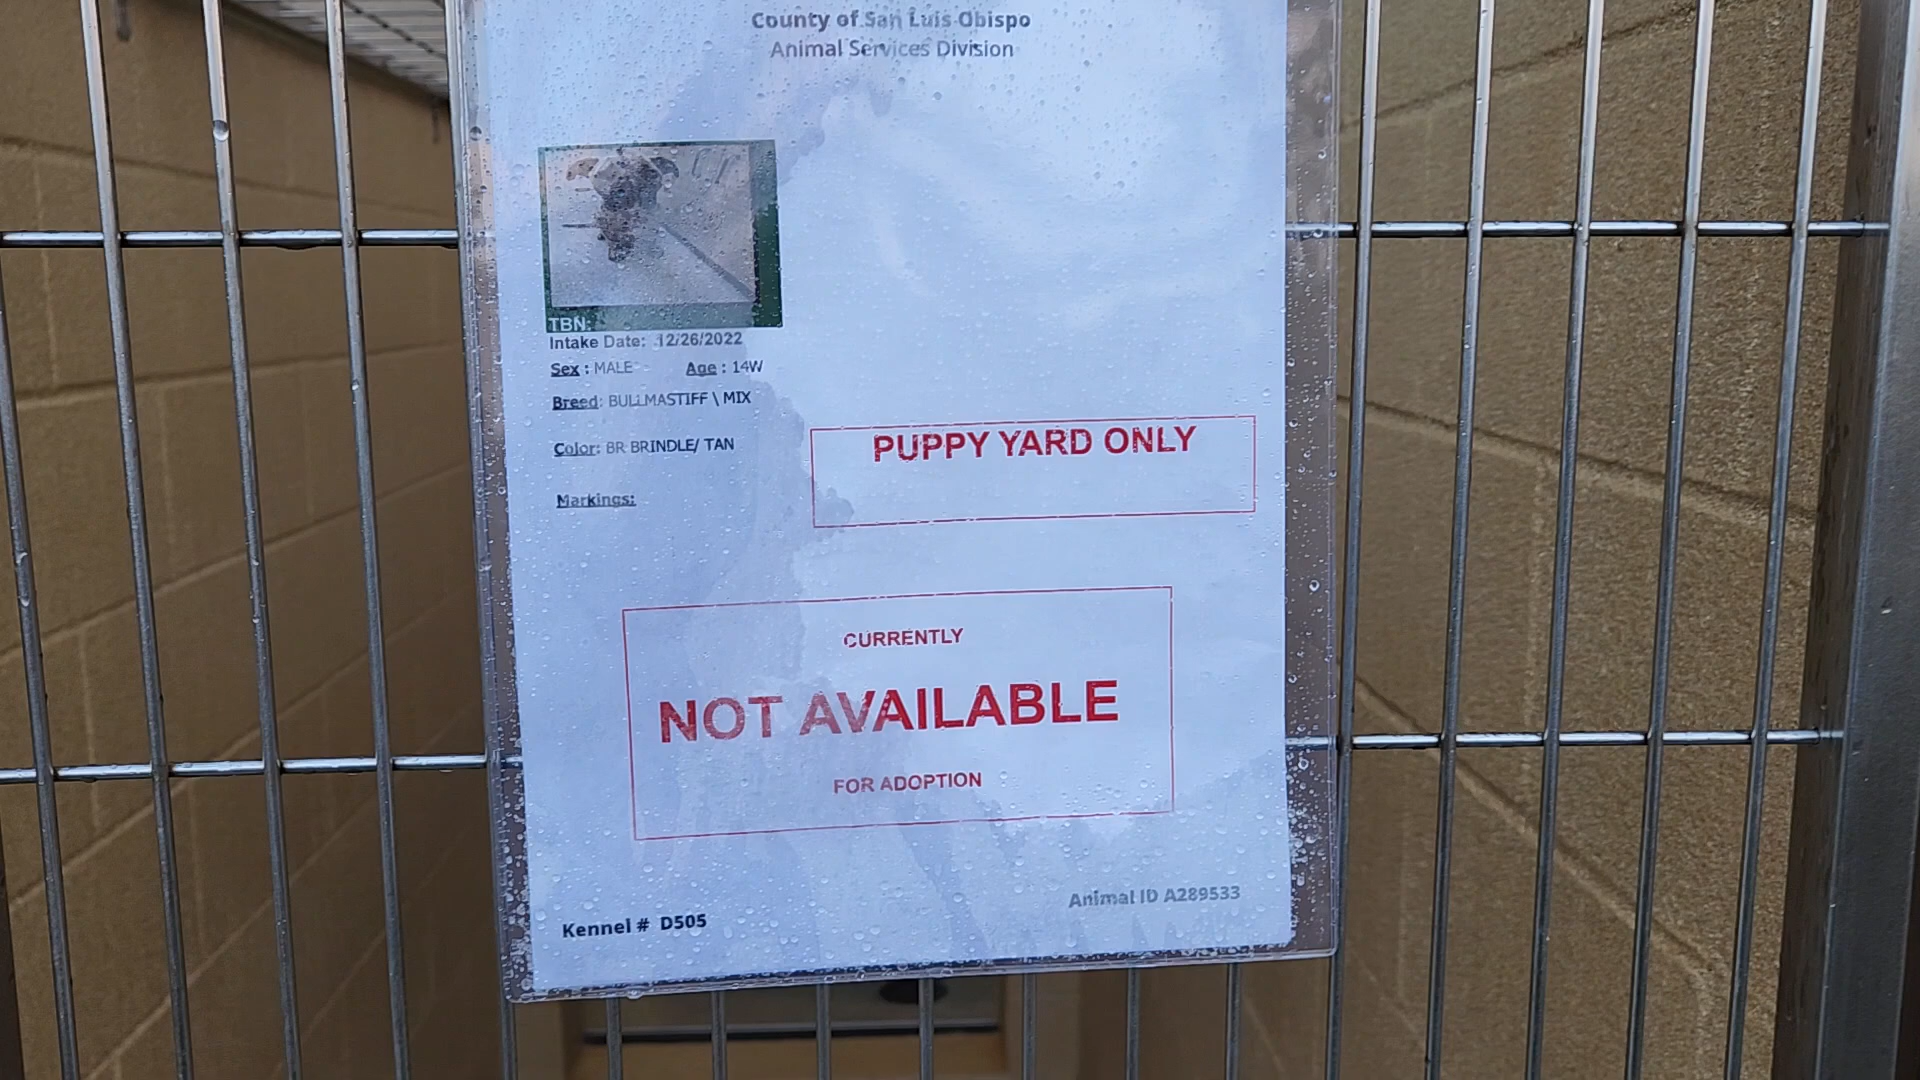 County of San Luis Obispo
Animal Services Division
TBN:
Intake Date: 12/26/2022
Sex : MALE Age : 14W
Breed: BULLMASTIFF \ MIX
Color: BR BRINDLE/ TAN
Markings:
PUPPY YARD ONLY
CURRENTLY
NOT AVAILABLE
FOR ADOPTION
Animal ID A289533
Kennel # D505